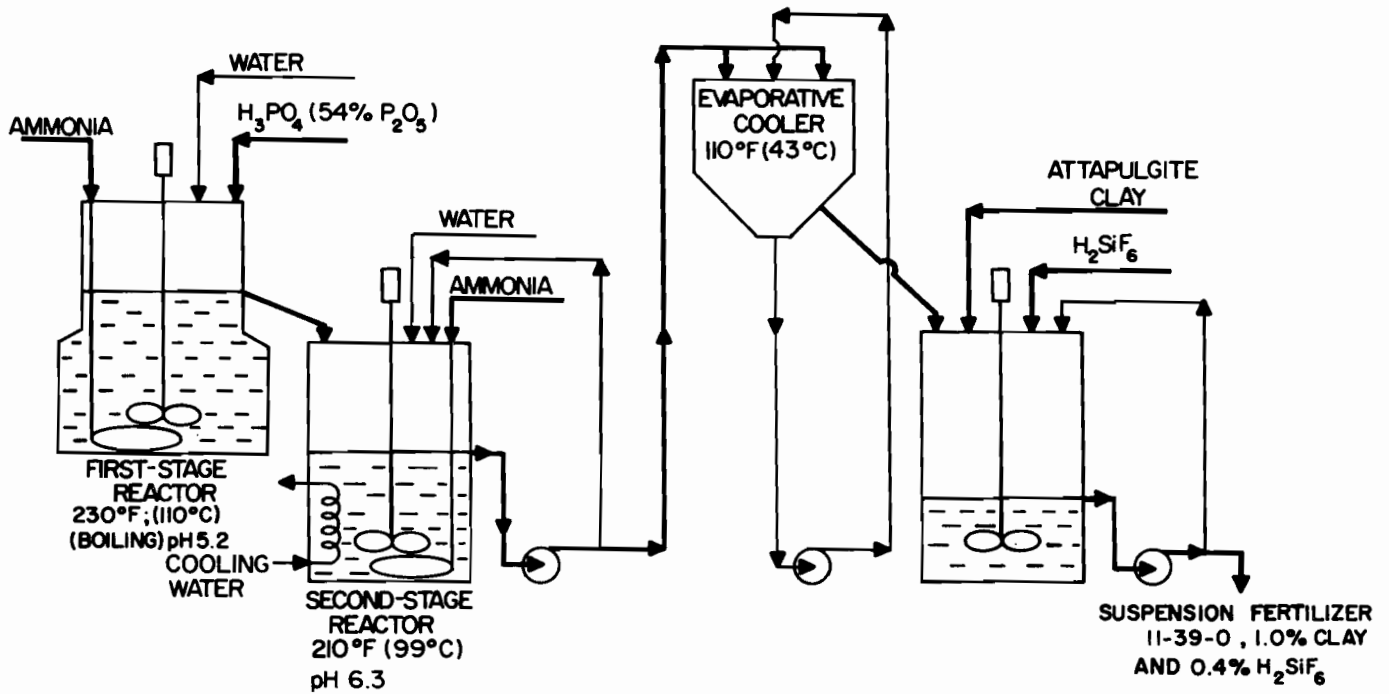 WATER
H₃PO₄ (54% P₂O₅)
AMMONIA
FIRST-STAGE
REACTOR
230°F; (110°C)
(BOILING) pH 5.2
WATER
AMMONIA
COOLING
WATER
SECOND-STAGE
REACTOR
210°F (99°C)
pH 6.3
EVAPORATIVE
COOLER
110°F (43°C)
ATTAPULGITE
CLAY
H₂SiF₆
SUSPENSION FERTILIZER
11-39-0, 1.0% CLAY
AND 0.4% H₂SiF₆